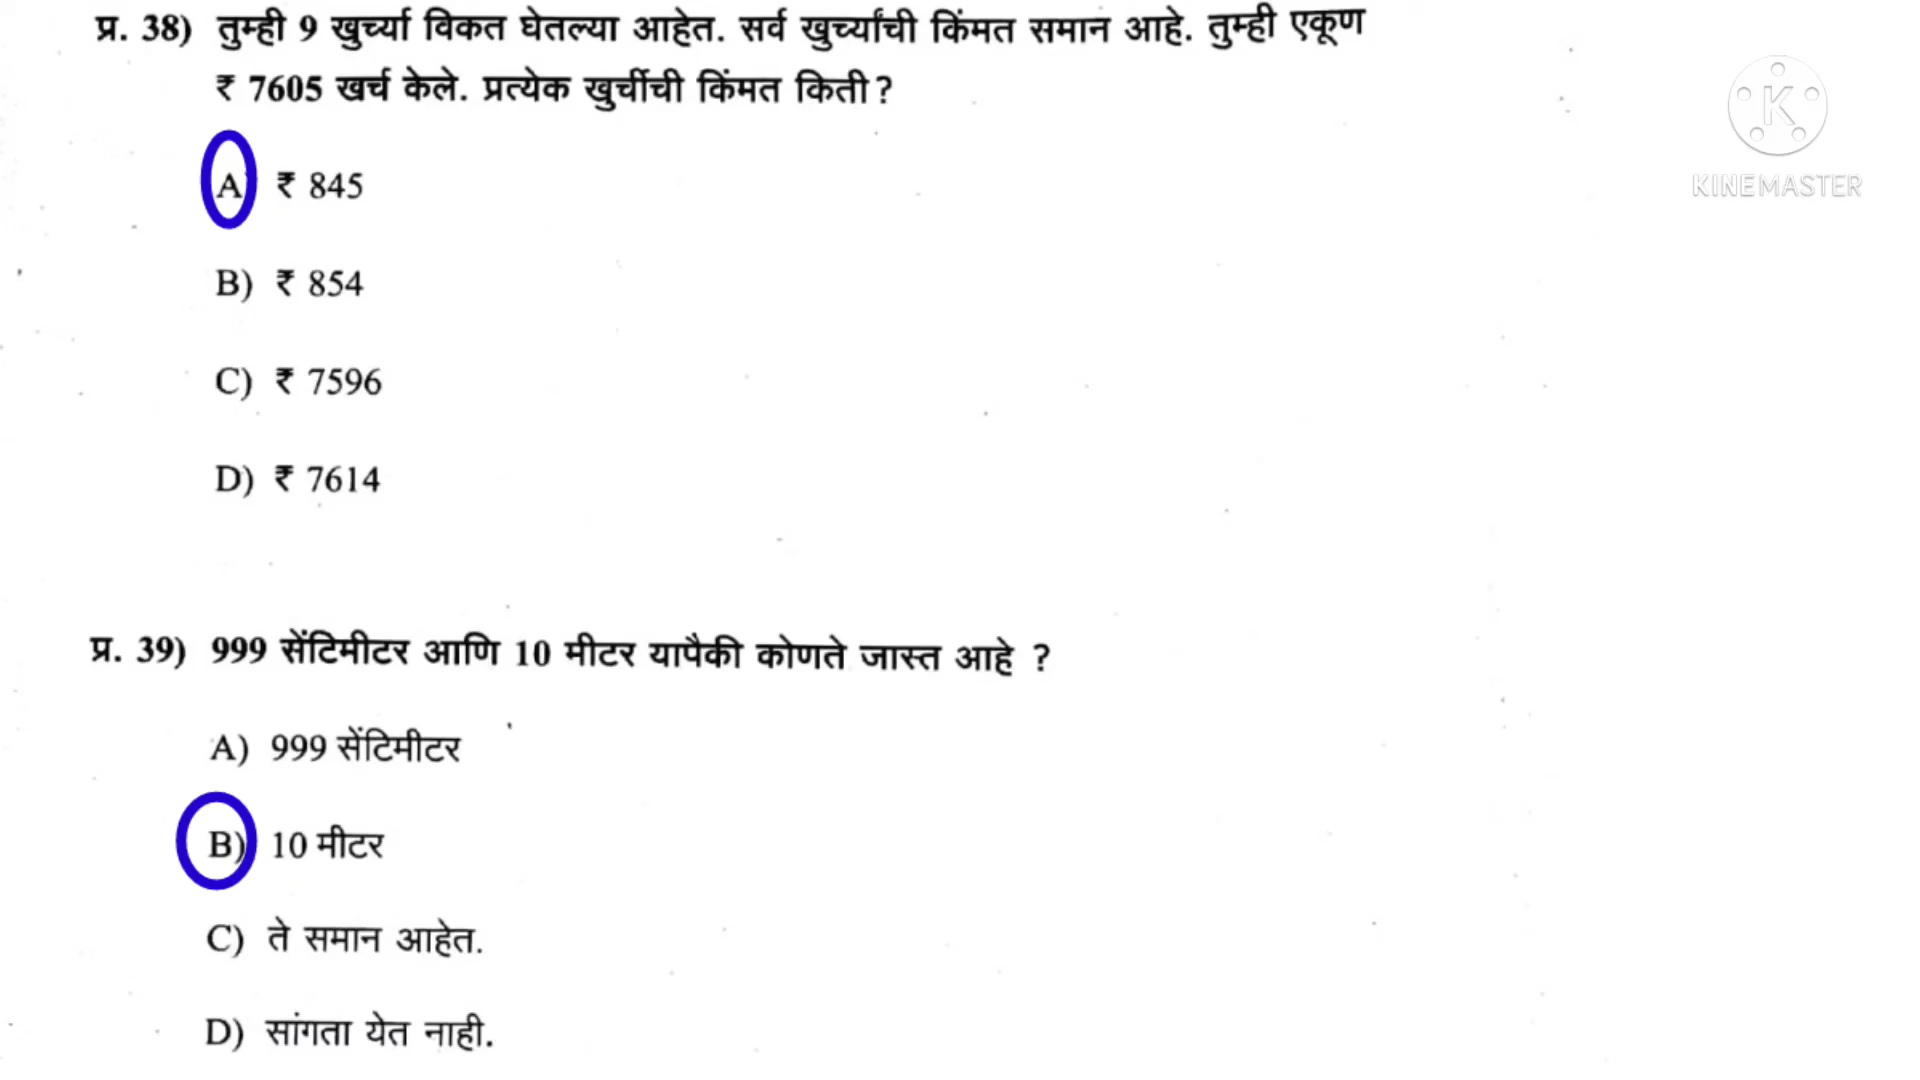 प्र. 38) तुम्ही 9 खुर्च्या विकत घेतल्या आहेत. सर्व खुर्च्यांची किंमत समान आहे. तुम्ही एकूण
₹ 7605 खर्च केले. प्रत्येक खुर्चीची किंमत किती?
A) ₹ 845
B) ₹ 854
C) ₹ 7596
D) ₹ 7614
प्र. 39) 999 सेंटिमीटर आणि 10 मीटर यापैकी कोणते जास्त आहे ?
A) 999 सेंटिमीटर
B) 10 मीटर
C) ते समान आहेत.
D) सांगता येत नाही.
K
KINEMASTER